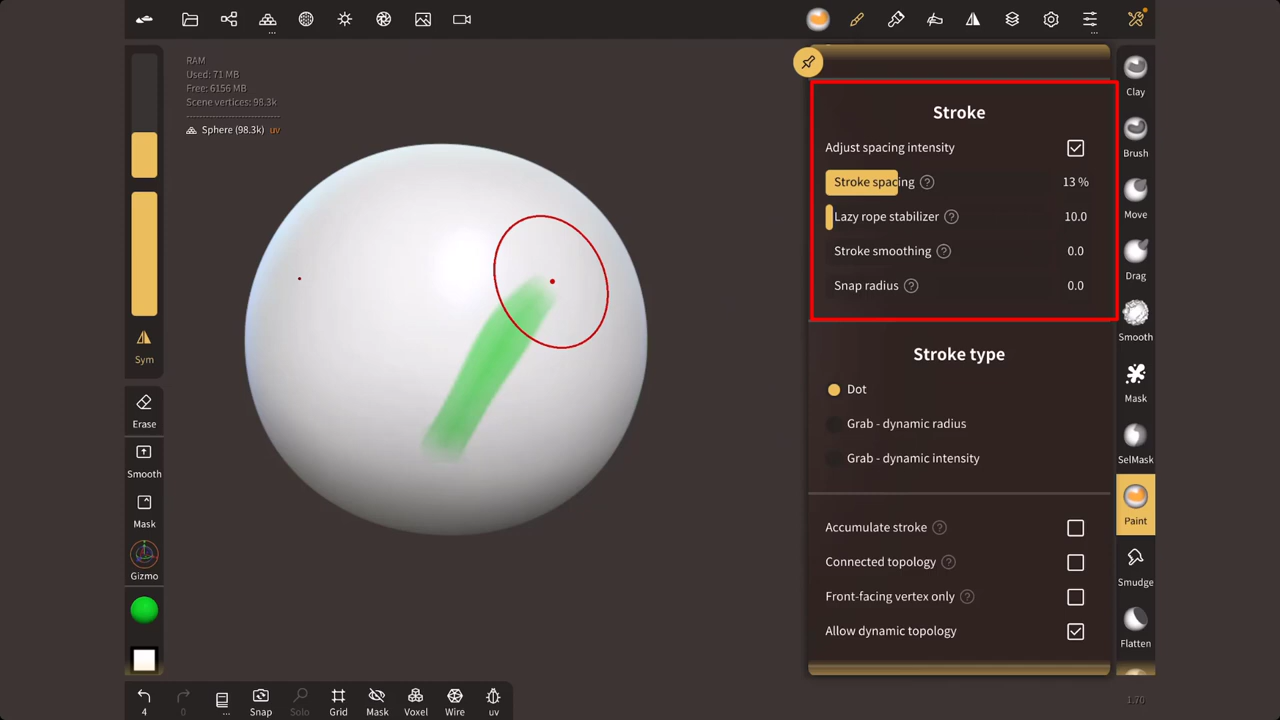 RAM
Used: 71 MB
Free: 6156 MB
Scene vertices: 98.3k
Sphere (98.3k) uv
Sym
Erase
Smooth
Mask
Gizmo
Stroke
Adjust spacing intensity
Stroke spacing ? 13 %
Lazy rope stabilizer ? 10.0
Stroke smoothing ? 0.0
Snap radius ? 0.0
Stroke type
Dot
Grab - dynamic radius
Grab - dynamic intensity
Accumulate stroke ?
Connected topology ?
Front-facing vertex only ?
Allow dynamic topology
Clay
Brush
Move
Drag
Smooth
Mask
SelMask
Paint
Smudge
Flatten
4
0
...
Snap
Solo
Grid
Mask
Voxel
Wire
uv
1.70